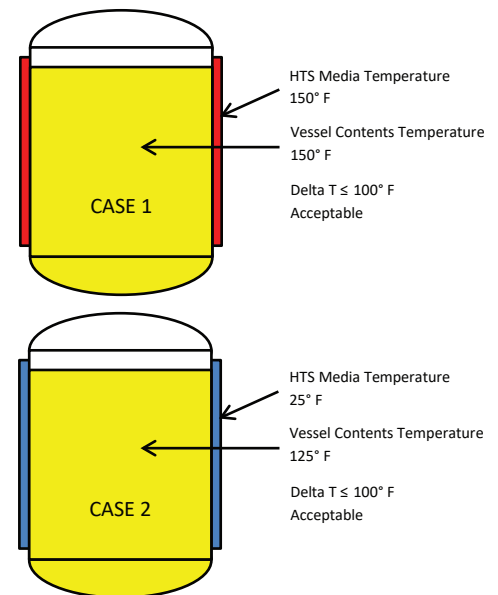 HTS Media Temperature
150° F
Vessel Contents Temperature
150° F
CASE 1
Delta T ≤ 100° F
Acceptable
HTS Media Temperature
25° F
Vessel Contents Temperature
125° F
CASE 2
Delta T ≤ 100° F
Acceptable